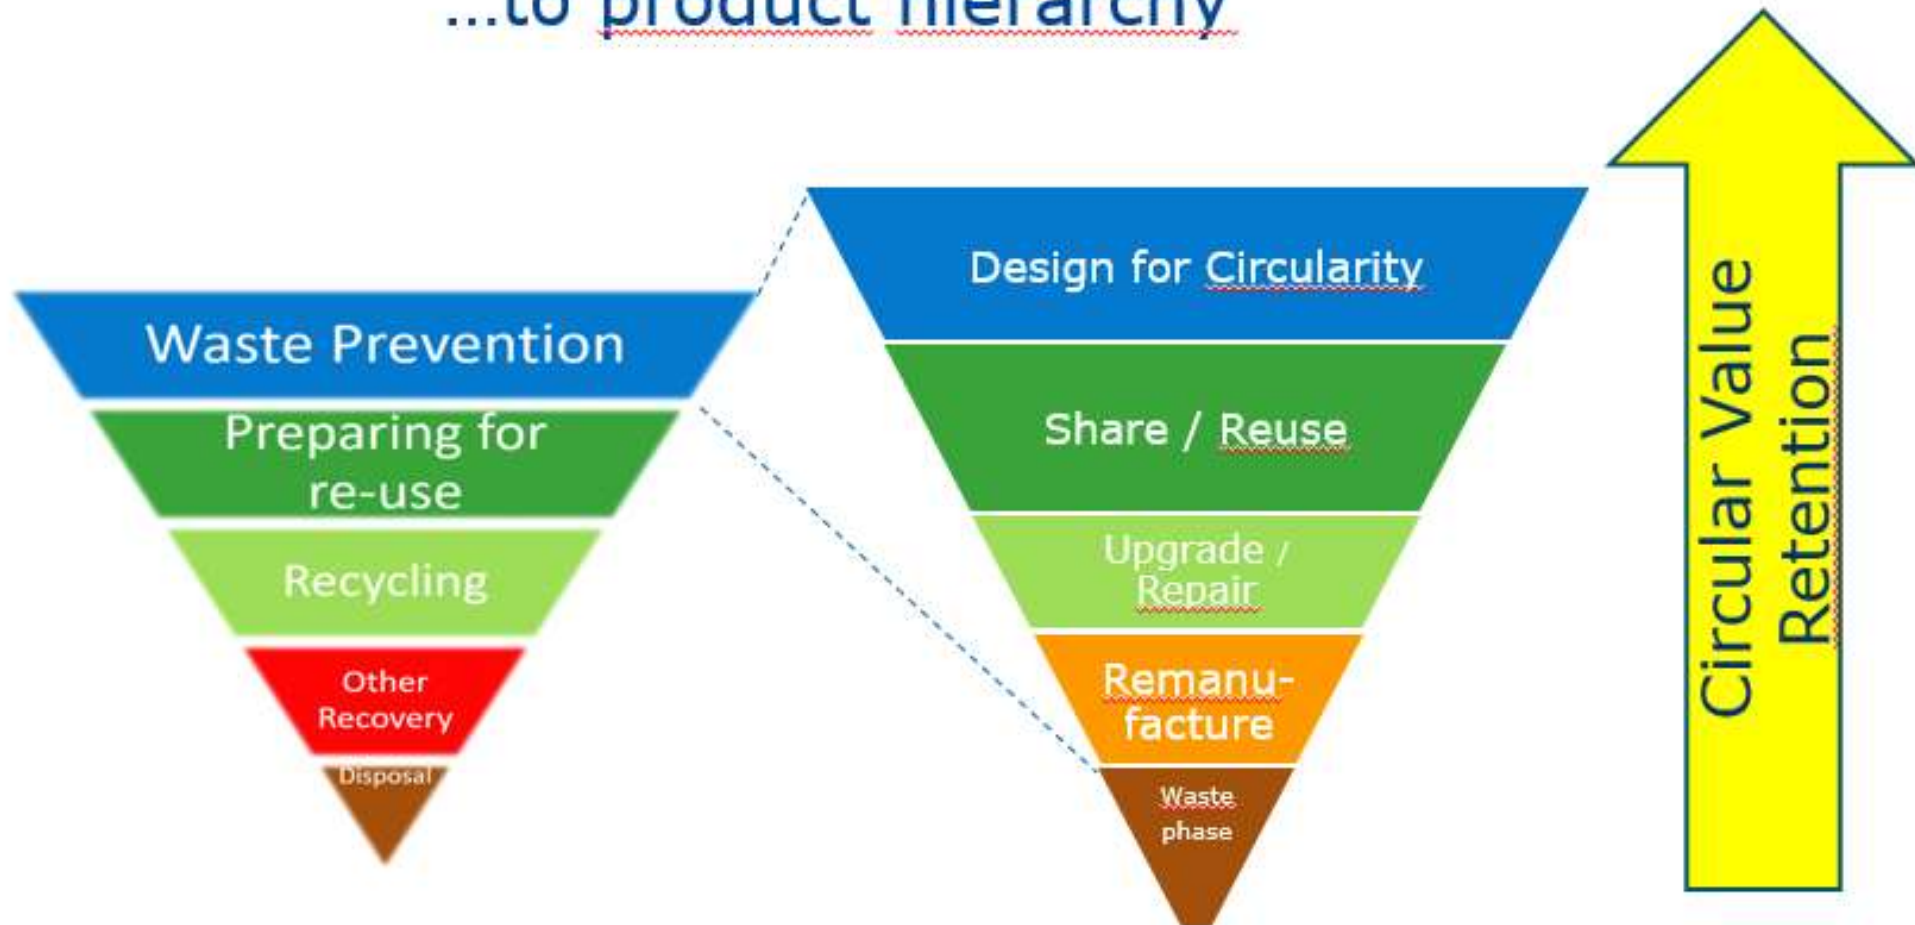 ...to product hierarchy
Waste Prevention
Preparing for
re-use
Recycling
Other
Recovery
Disposal
Design for Circularity
Share / Reuse
Upgrade /
Repair
Remanu-
facture
Waste
phase
Circular Value
Retention